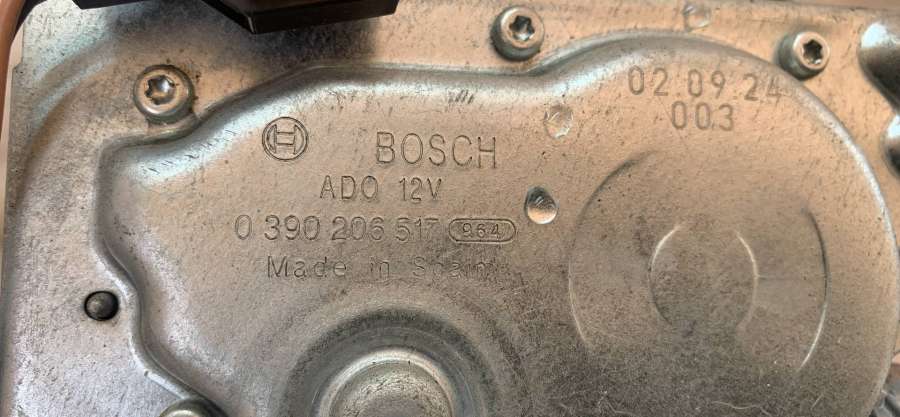 02 09 24
003
BOSCH
ADO 12V
0 390 206 517 964
Made in Spain